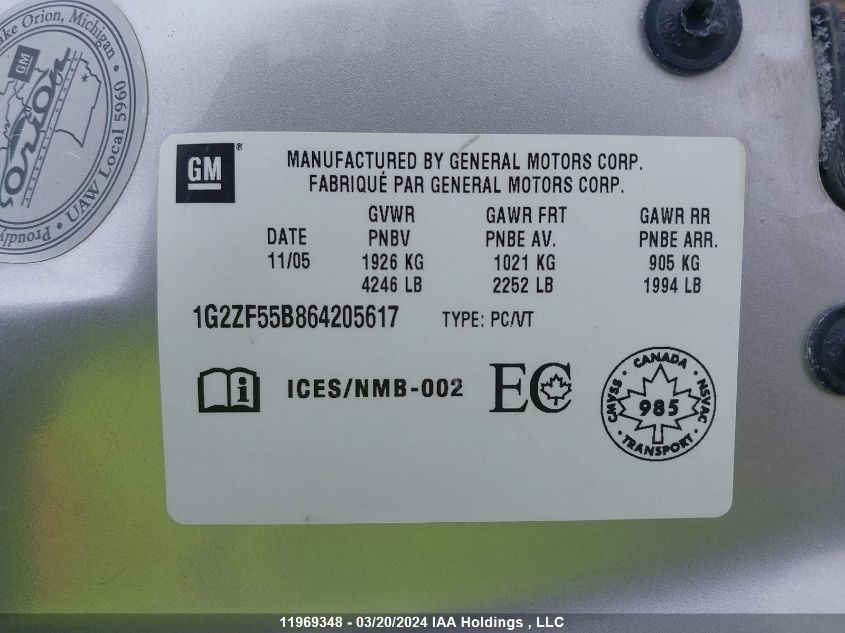 ake Orion, Michigan •
GM
orion
Proudly
UAW Local 5960
GM®
MANUFACTURED BY GENERAL MOTORS CORP.
FABRIQUÉ PAR GENERAL MOTORS CORP.
GVWR GAWR FRT GAWR RR
DATE PNBV PNBE AV. PNBE ARR.
11/05 1926 KG 1021 KG 905 KG
4246 LB 2252 LB 1994 LB
1G2ZF55B864205617 TYPE: PC/VT
i ICES/NMB-002 EC
CANADA
CMVSS 985 NSVAC
• TRANSPORT •
11969348 - 03/20/2024 IAA Holdings , LLC